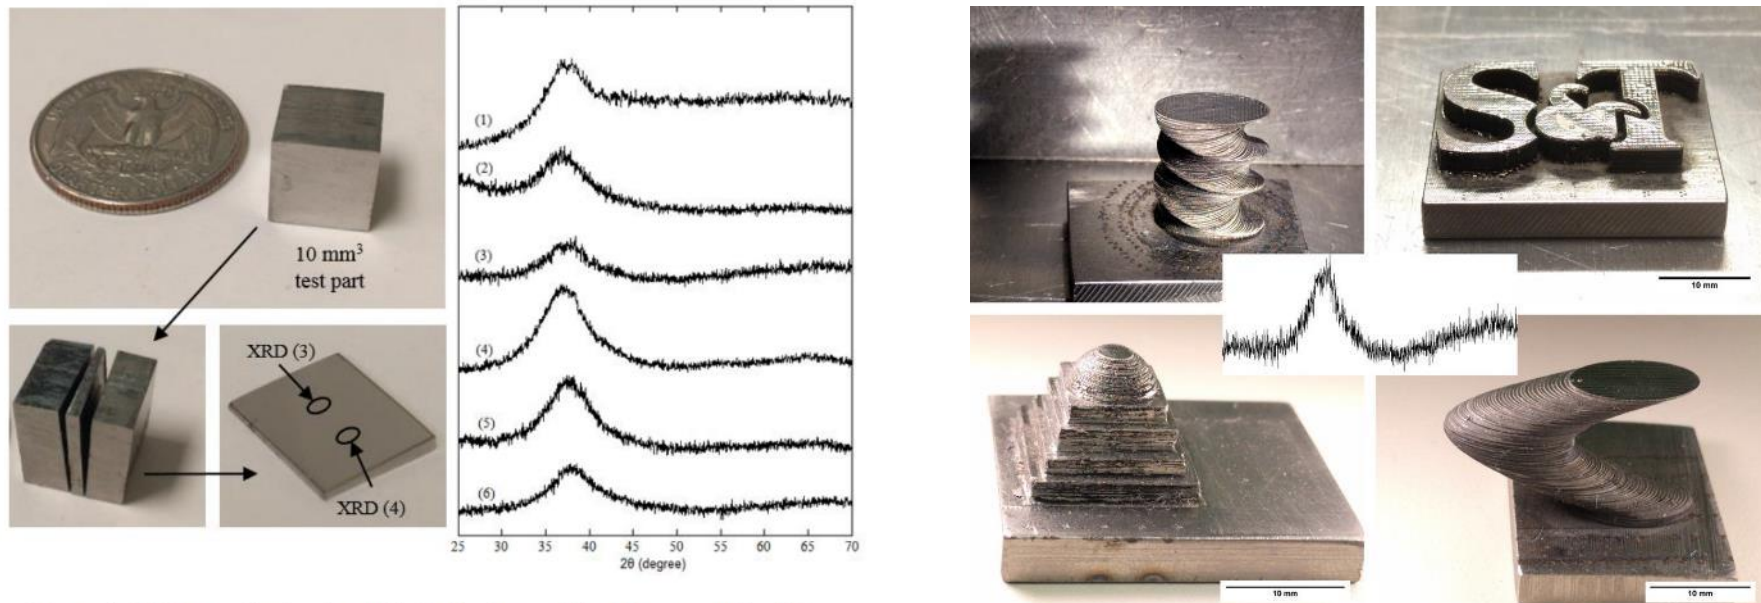 10 mm³
test part
XRD (3)
XRD (4)
(1)
(2)
(3)
(4)
(5)
(6)
25 30 35 40 45 50 55 60 65 70
2θ (degree)
S&T
10 mm
10 mm
10 mm